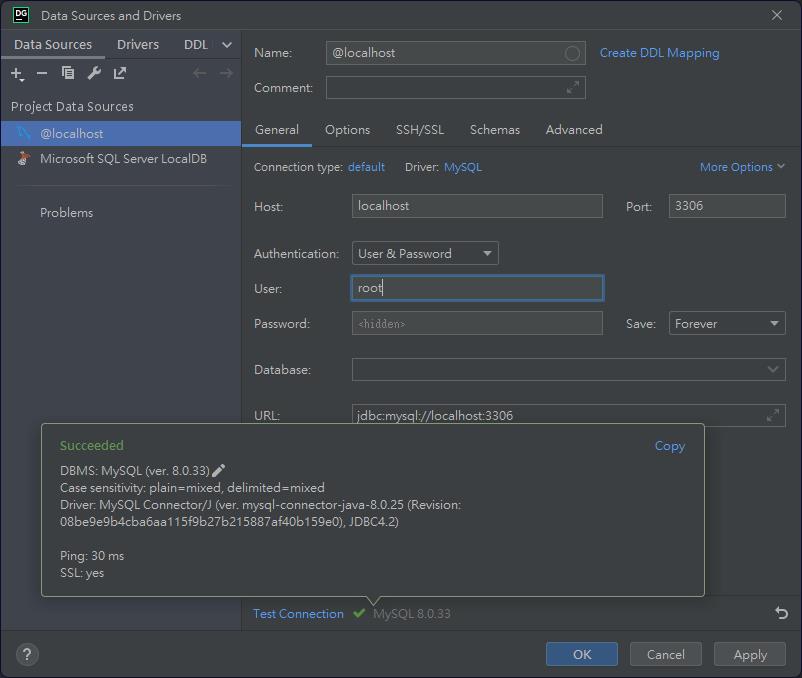 DG Data Sources and Drivers
Data Sources Drivers DDL
Project Data Sources
@localhost
Microsoft SQL Server LocalDB
Problems
Name: @localhost Create DDL Mapping
Comment:
General Options SSH/SSL Schemas Advanced
Connection type: default Driver: MySQL More Options
Host: localhost Port: 3306
Authentication: User & Password
User: root
Password: <hidden> Save: Forever
Database:
URL: jdbc:mysql://localhost:3306
Succeeded Copy
DBMS: MySQL (ver. 8.0.33)
Case sensitivity: plain=mixed, delimited=mixed
Driver: MySQL Connector/J (ver. mysql-connector-java-8.0.25 (Revision:
08be9e9b4cba6aa115f9b27b215887af40b159e0), JDBC4.2)
Ping: 30 ms
SSL: yes
Test Connection MySQL 8.0.33
? OK Cancel Apply